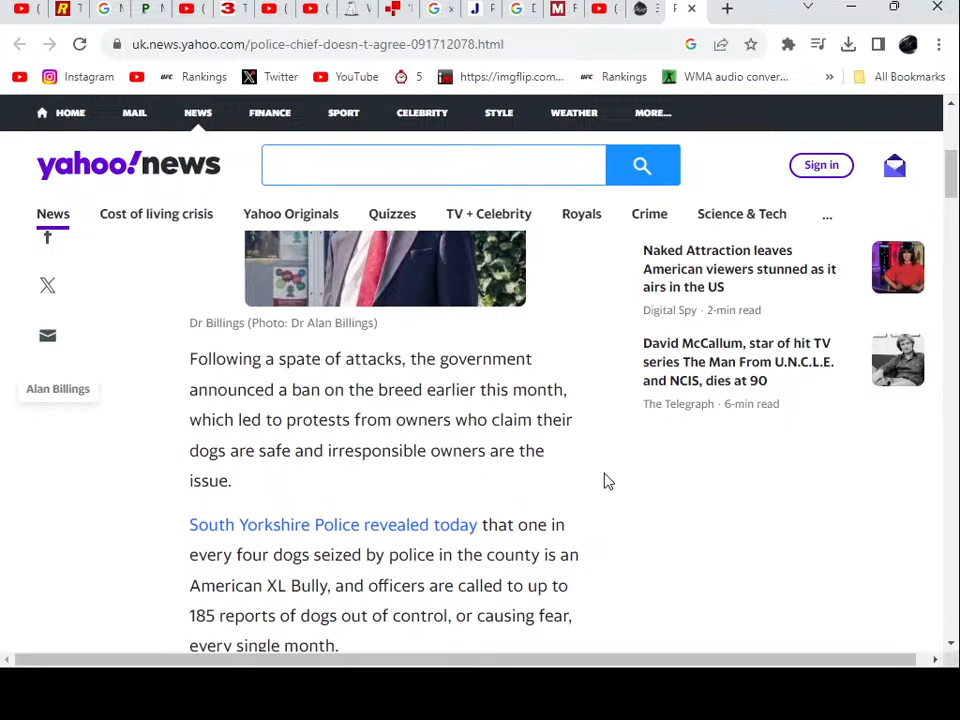 uk.news.yahoo.com/police-chief-doesn-t-agree-091712078.html
Instagram
UFC Rankings
Twitter
YouTube
5
https://imgflip.com...
UFC Rankings
WMA audio conver...
»
All Bookmarks
HOME MAIL NEWS FINANCE SPORT CELEBRITY STYLE WEATHER MORE...
yahoo!news
Sign in
News Cost of living crisis Yahoo Originals Quizzes TV + Celebrity Royals Crime Science & Tech ...
Dr Billings (Photo: Dr Alan Billings)
Alan Billings
Following a spate of attacks, the government
announced a ban on the breed earlier this month,
which led to protests from owners who claim their
dogs are safe and irresponsible owners are the
issue.
South Yorkshire Police revealed today that one in
every four dogs seized by police in the county is an
American XL Bully, and officers are called to up to
185 reports of dogs out of control, or causing fear,
every single month.
Naked Attraction leaves
American viewers stunned as it
airs in the US
Digital Spy · 2-min read
David McCallum, star of hit TV
series The Man From U.N.C.L.E.
and NCIS, dies at 90
The Telegraph · 6-min read